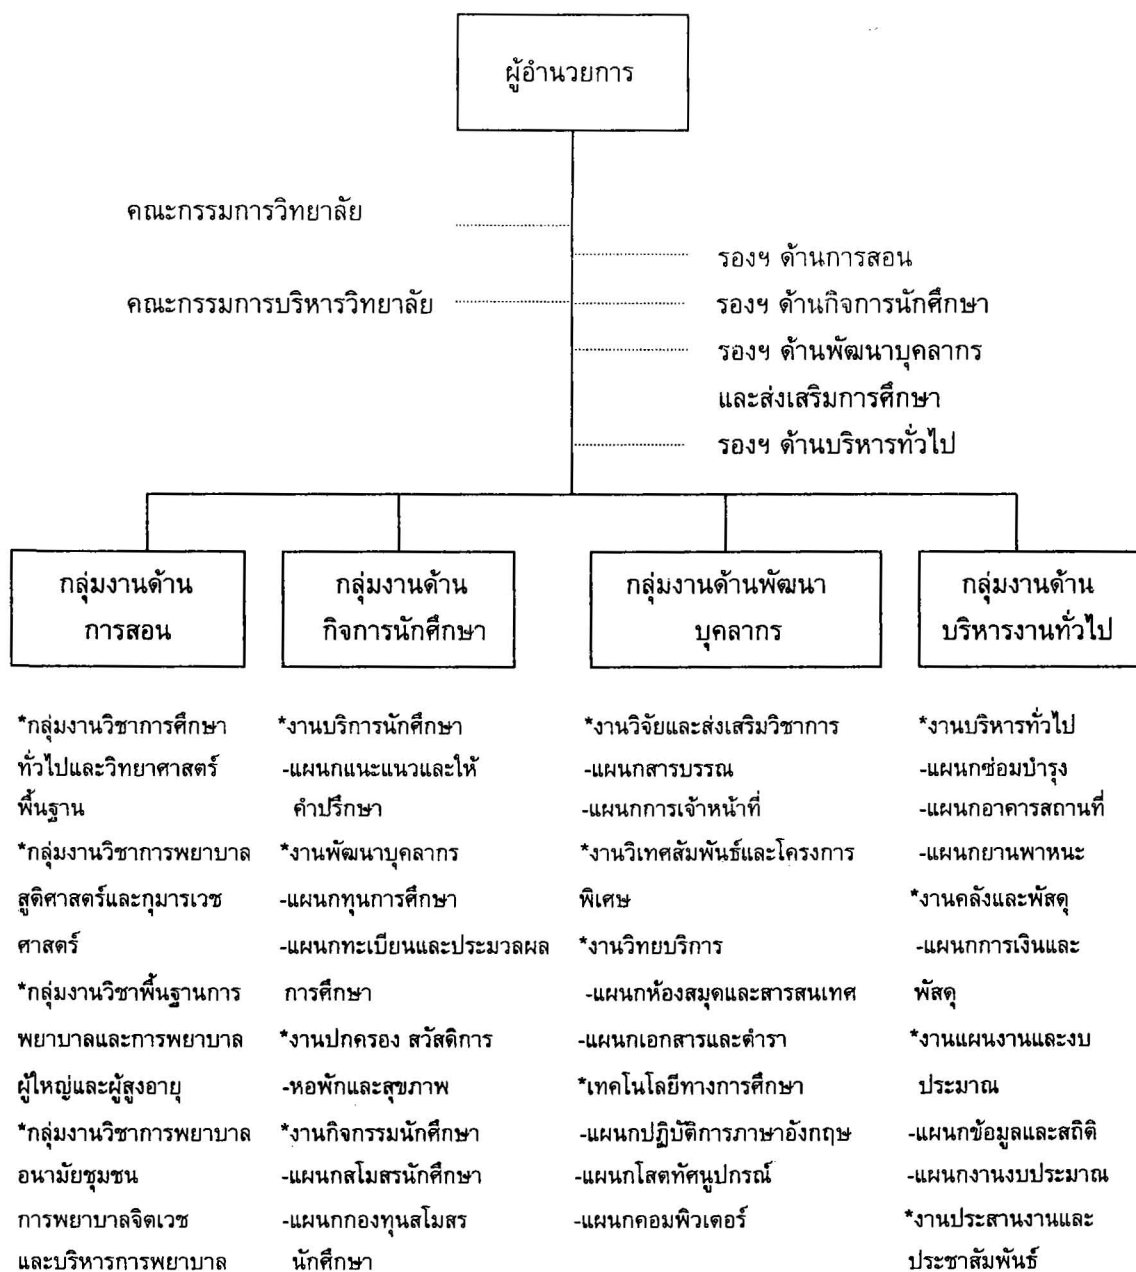 ผู้อำนวยการ
คณะกรรมการวิทยาลัย
คณะกรรมการบริหารวิทยาลัย
รองฯ ด้านการสอน
รองฯ ด้านกิจการนักศึกษา
รองฯ ด้านพัฒนาบุคลากร
และส่งเสริมการศึกษา
รองฯ ด้านบริหารทั่วไป
กลุ่มงานด้าน
การสอน
*กลุ่มงานวิชาการศึกษา
ทั่วไปและวิทยาศาสตร์
พื้นฐาน
*กลุ่มงานวิชาการพยาบาล
สูติศาสตร์และกุมารเวช
ศาสตร์
*กลุ่มงานวิชาพื้นฐานการ
พยาบาลและการพยาบาล
ผู้ใหญ่และผู้สูงอายุ
*กลุ่มงานวิชาการพยาบาล
อนามัยชุมชน
การพยาบาลจิตเวช
และบริหารการพยาบาล
กลุ่มงานด้าน
กิจการนักศึกษา
*งานบริการนักศึกษา
-แผนกแนะแนวและให้
คำปรึกษา
*งานพัฒนาบุคลากร
-แผนกทุนการศึกษา
-แผนกทะเบียนและประมวลผล
การศึกษา
*งานปกครอง สวัสดิการ
-หอพักและสุขภาพ
*งานกิจกรรมนักศึกษา
-แผนกสโมสรนักศึกษา
-แผนกกองทุนสโมสร
นักศึกษา
กลุ่มงานด้านพัฒนา
บุคลากร
*งานวิจัยและส่งเสริมวิชาการ
-แผนกสารบรรณ
-แผนกการเจ้าหน้าที่
*งานวิเทศสัมพันธ์และโครงการ
พิเศษ
*งานวิทยบริการ
-แผนกห้องสมุดและสารสนเทศ
-แผนกเอกสารและตำรา
*เทคโนโลยีทางการศึกษา
-แผนกปฏิบัติการภาษาอังกฤษ
-แผนกโสตทัศนูปกรณ์
-แผนกคอมพิวเตอร์
กลุ่มงานด้าน
บริหารงานทั่วไป
*งานบริหารทั่วไป
-แผนกซ่อมบำรุง
-แผนกอาคารสถานที่
-แผนกยานพาหนะ
*งานคลังและพัสดุ
-แผนกการเงินและ
พัสดุ
*งานแผนงานและงบ
ประมาณ
-แผนกข้อมูลและสถิติ
-แผนกงานงบประมาณ
*งานประสานงานและ
ประชาสัมพันธ์